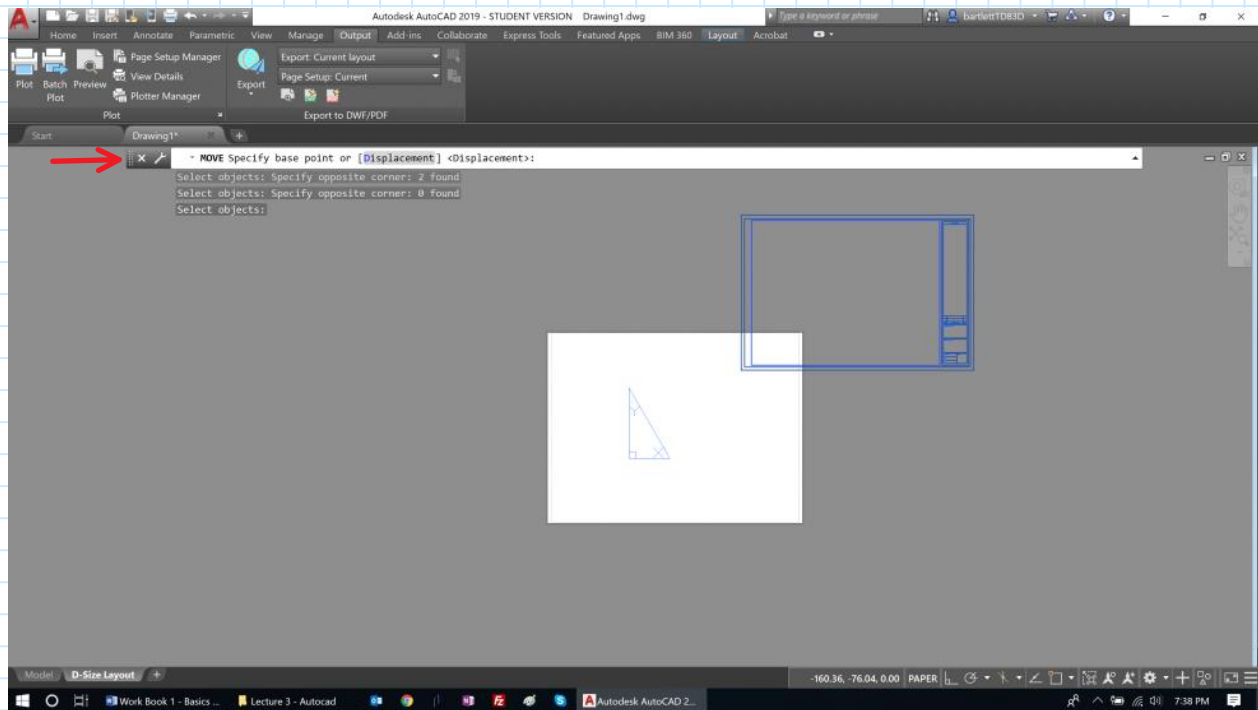 Autodesk AutoCAD 2019 - STUDENT VERSION Drawing1.dwg
Type a keyword or phrase
bartlettTD83D
Home Insert Annotate Parametric View Manage Output Add-ins Collaborate Express Tools Featured Apps BIM 360 Layout Acrobat
Page Setup Manager
Export: Current layout
View Details
Page Setup: Current
Plot Batch Plot Preview
Export
Plotter Manager
Plot
Export to DWF/PDF
Start
Drawing1*
MOVE Specify base point or [Displacement] <Displacement>:
Select objects: Specify opposite corner: 2 found
Select objects: Specify opposite corner: 0 found
Select objects:
Y
X
Model D-Size Layout +
-160.36, -76.04, 0.00 PAPER
Work Book 1 - Basics ...
Lecture 3 - Autocad
Autodesk AutoCAD 2...
7:38 PM